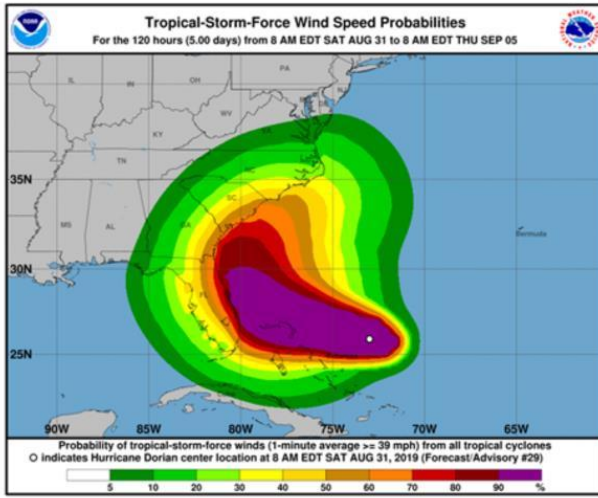 Tropical-Storm-Force Wind Speed Probabilities
For the 120 hours (5.00 days) from 8 AM EDT SAT AUG 31 to 8 AM EDT THU SEP 05
NOAA
PA
IL
IN
OH
WV
VA
KY
TN
NC
35N
SC
MS
AL
GA
Bermuda
30N
FL
25N
90W
85W
80W
75W
70W
65W
Probability of tropical-storm-force winds (1-minute average >= 39 mph) from all tropical cyclones
O indicates Hurricane Dorian center location at 8 AM EDT SAT AUG 31, 2019 (Forecast/Advisory #29)
5 10 20 30 40 50 60 70 80 90 %